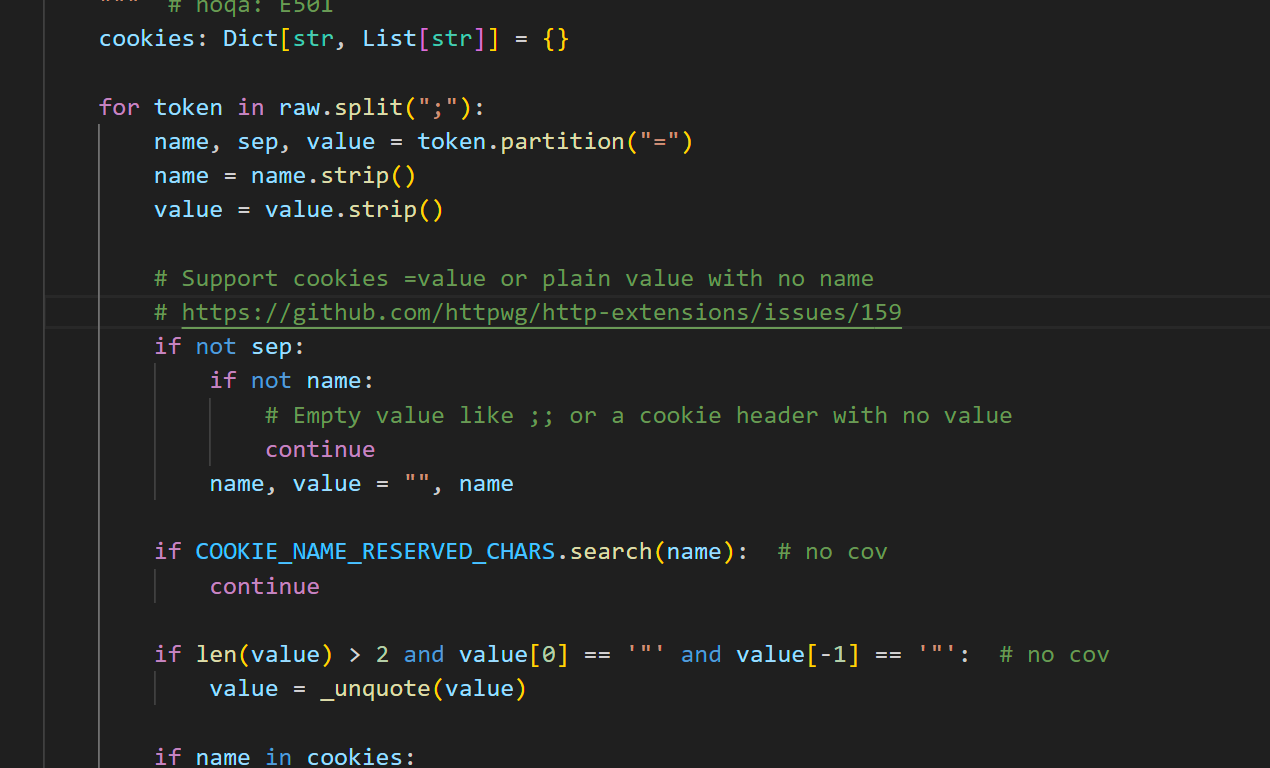 """ # noqa: E501
cookies: Dict[str, List[str]] = {}
for token in raw.split(";"):
name, sep, value = token.partition("=")
name = name.strip()
value = value.strip()
# Support cookies =value or plain value with no name
# https://github.com/httpwg/http-extensions/issues/159
if not sep:
if not name:
# Empty value like ;; or a cookie header with no value
continue
name, value = "", name
if COOKIE_NAME_RESERVED_CHARS.search(name):  # no cov
continue
if len(value) > 2 and value[0] == '"' and value[-1] == '"':  # no cov
value = _unquote(value)
if name in cookies: